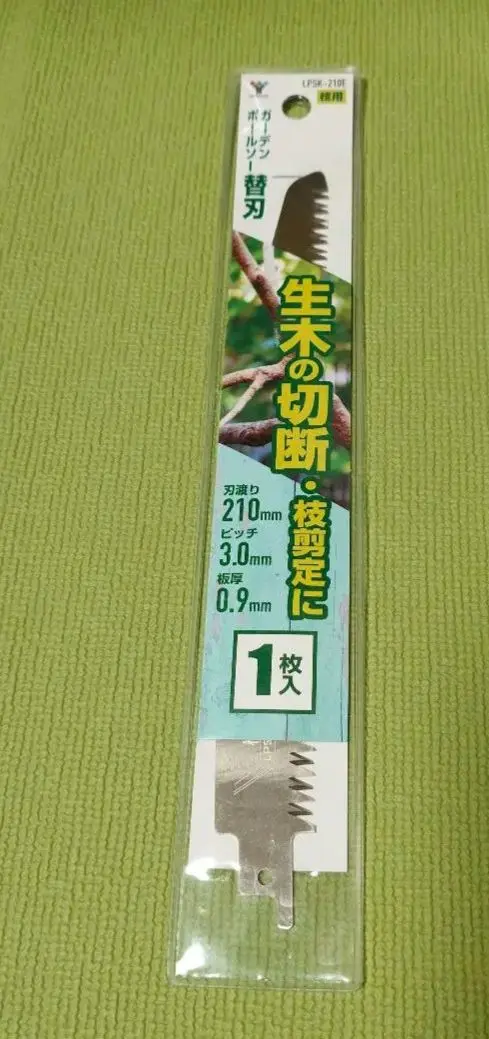 LPSK-210E
枝用
ガーデン
ポールソー替刃
生木の切断・枝剪定に
刃渡り
210mm
ピッチ
3.0mm
板厚
0.9mm
1枚入